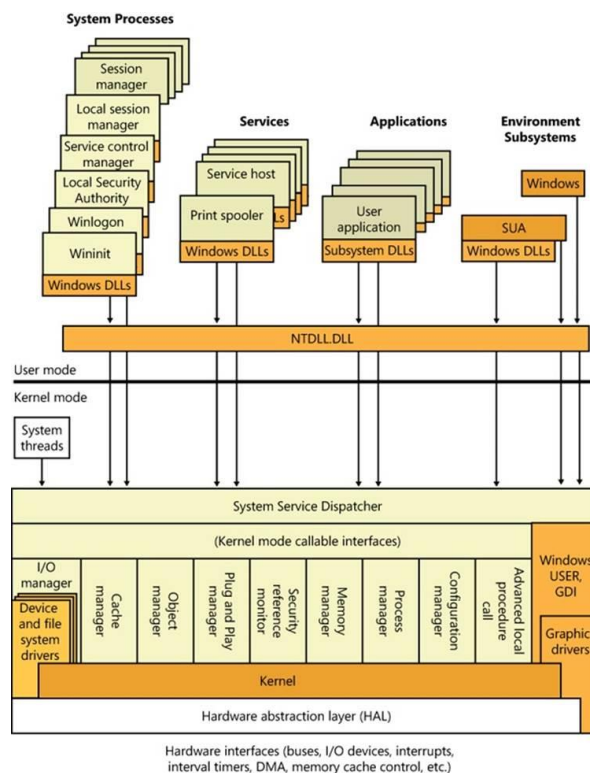 System Processes
Session
manager
Local session
manager
Service control
manager
Local Security
Authority
Winlogon
Wininit
Windows DLLs
Services
Service host
Ls
Print spooler
Windows DLLs
Applications
User
application
Subsystem DLLs
Environment
Subsystems
Windows
SUA
Windows DLLs
NTDLL.DLL
User mode
Kernel mode
System
threads
System Service Dispatcher
(Kernel mode callable interfaces)
I/O
manager
Device and
file system
drivers
Cache
manager
Object
manager
Plug and Play
manager
Security
reference
monitor
Memory
manager
Process
manager
Configuration
manager
Advanced local
procedure
call
Windows
USER,
GDI
Graphics
drivers
Kernel
Hardware abstraction layer (HAL)
Hardware interfaces (buses, I/O devices, interrupts,
interval timers, DMA, memory cache control, etc.)